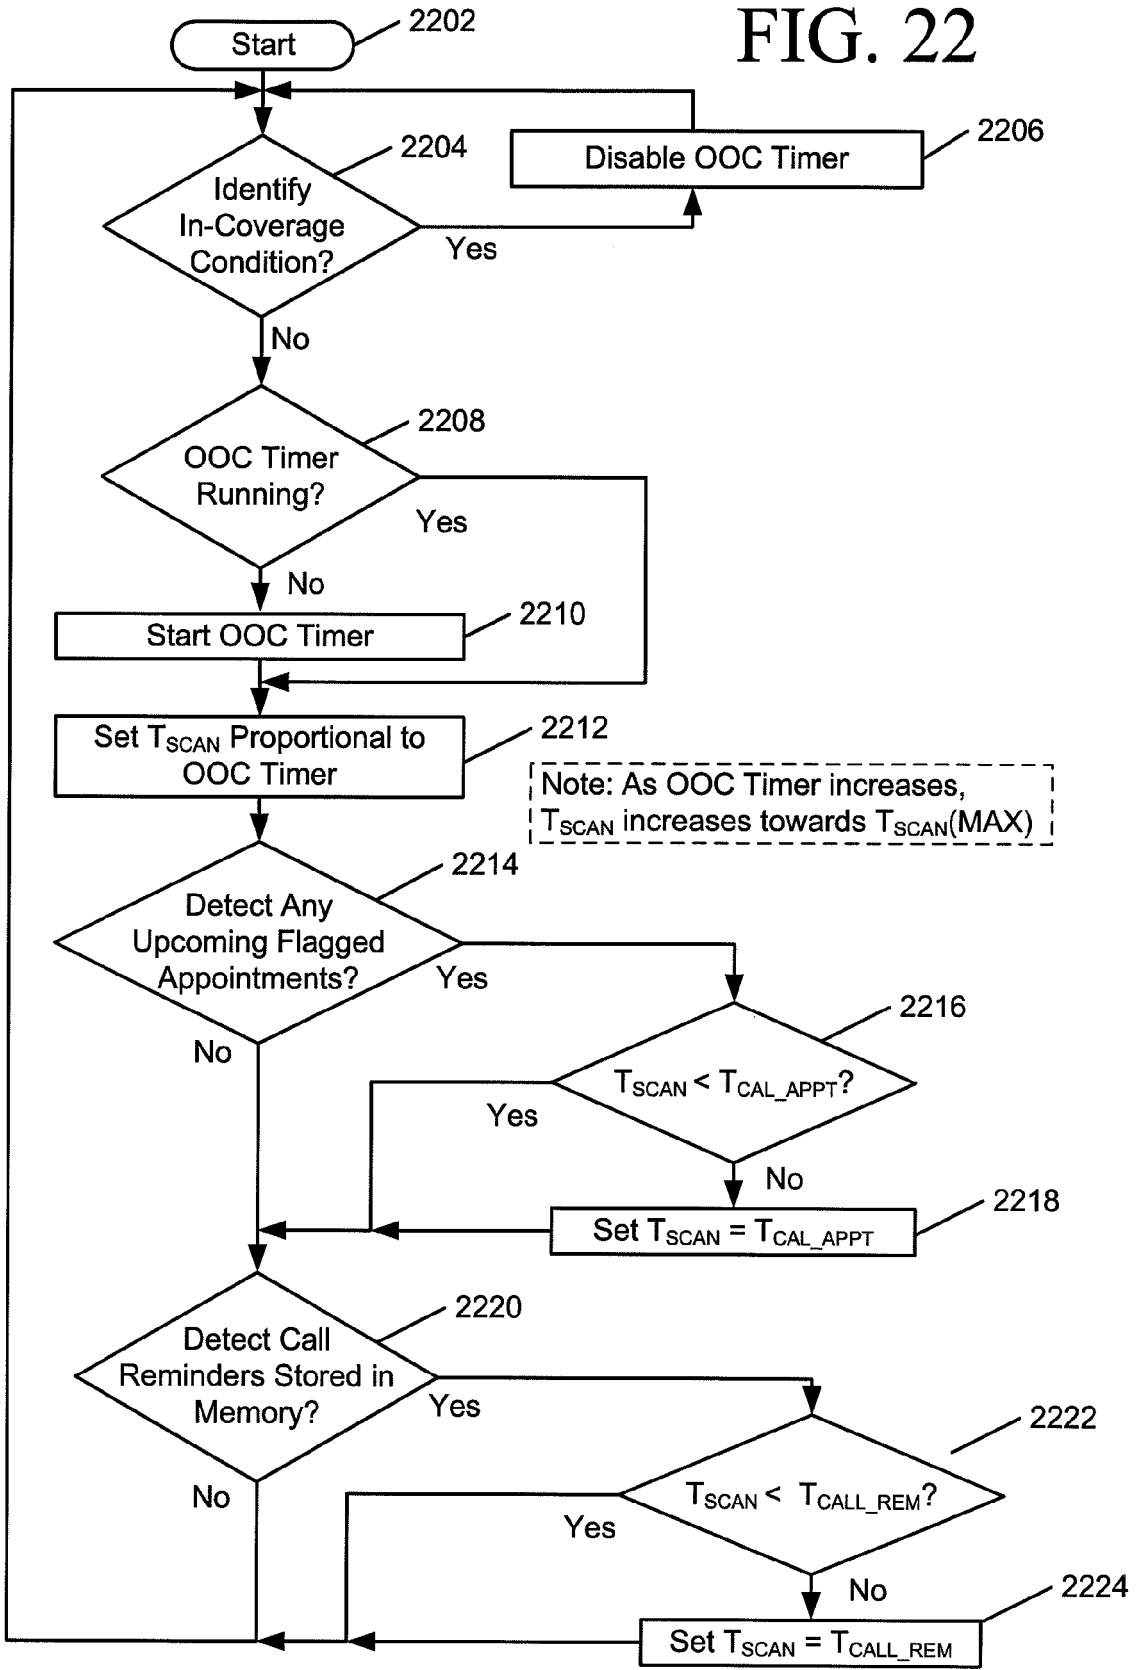 FIG. 22
2202
Start
2206
Disable OOC Timer
2204
Identify
In-Coverage
Condition?
Yes
No
2208
OOC Timer
Running?
Yes
No
2210
Start OOC Timer
2212
Set TSCAN Proportional to
OOC Timer
Note: As OOC Timer increases,
TSCAN increases towards TSCAN(MAX)
2214
Detect Any
Upcoming Flagged
Appointments?
Yes
No
2216
TSCAN < TCAL_APPT?
Yes
No
2218
Set TSCAN = TCAL_APPT
2220
Detect Call
Reminders Stored in
Memory?
Yes
No
2222
TSCAN < TCALL_REM?
Yes
No
2224
Set TSCAN = TCALL_REM